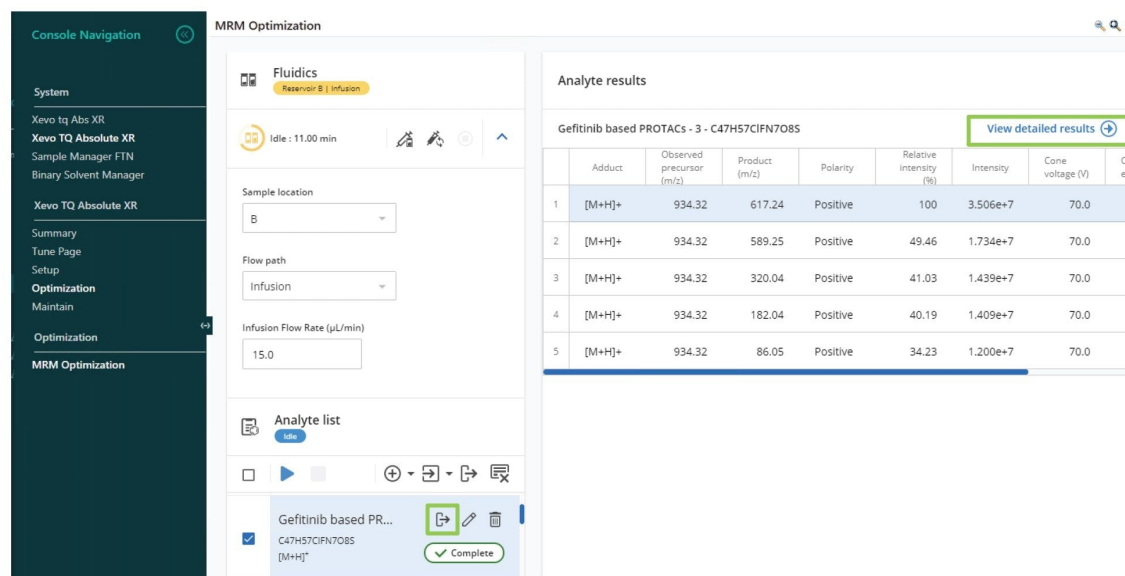 MRM Optimization
Console Navigation
System
Xevo tq Abs XR
Xevo TQ Absolute XR
Sample Manager FTN
Binary Solvent Manager
Xevo TQ Absolute XR
Summary
Tune Page
Setup
Optimization
Maintain
Optimization
MRM Optimization
Fluidics
Reservoir B | Infusion
Idle : 11.00 min
Sample location
B
Flow path
Infusion
Infusion Flow Rate (µL/min)
15.0
Analyte list
Idle
Gefitinib based PR...
C47H57ClFN7O8S
[M+H]+
Complete
Analyte results
Gefitinib based PROTACs - 3 - C47H57ClFN7O8S
View detailed results
Adduct Observed precursor (m/z) Product (m/z) Polarity Relative intensity (%) Intensity Cone voltage (V)
1 [M+H]+ 934.32 617.24 Positive 100 3.506e+7 70.0
2 [M+H]+ 934.32 589.25 Positive 49.46 1.734e+7 70.0
3 [M+H]+ 934.32 320.04 Positive 41.03 1.439e+7 70.0
4 [M+H]+ 934.32 182.04 Positive 40.19 1.409e+7 70.0
5 [M+H]+ 934.32 86.05 Positive 34.23 1.200e+7 70.0